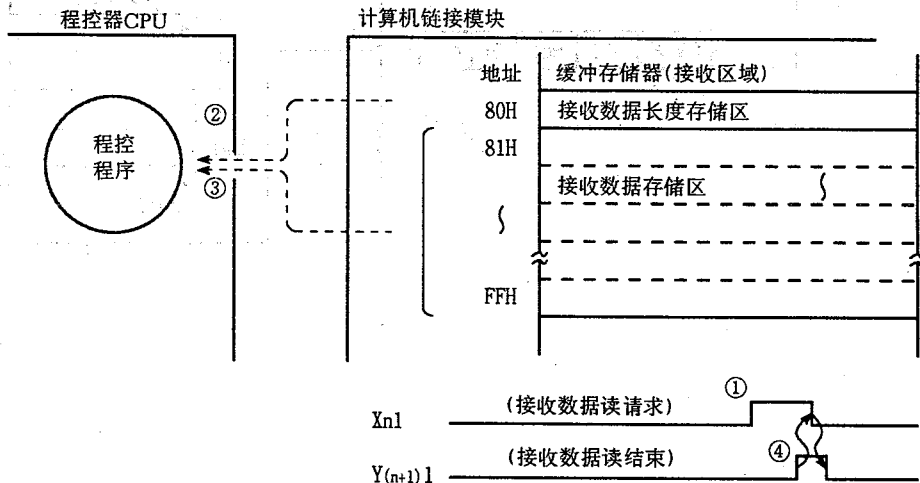 程控器CPU
计算机链接模块
地址 缓冲存储器(接收区域)
② 80H 接收数据长度存储区
程控
程序
81H
③ 接收数据存储区
FFH
①
Xn1 (接收数据读请求)
④
Y(n+1)1 (接收数据读结束)